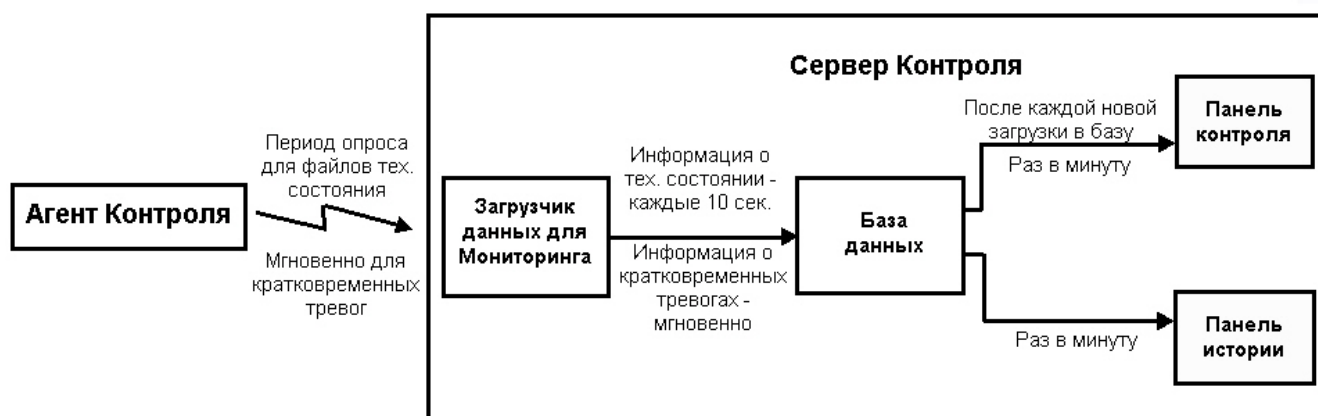 Сервер Контроля
Агент Контроля
Период опроса
для файлов тех.
состояния
Мгновенно для
кратковременных
тревог
Загрузчик
данных для
Мониторинга
Информация о
тех. состоянии -
каждые 10 сек.
Информация о
кратковременных
тревогах -
мгновенно
База
данных
После каждой новой
загрузки в базу
Раз в минуту
Панель
контроля
Раз в минуту
Панель
истории